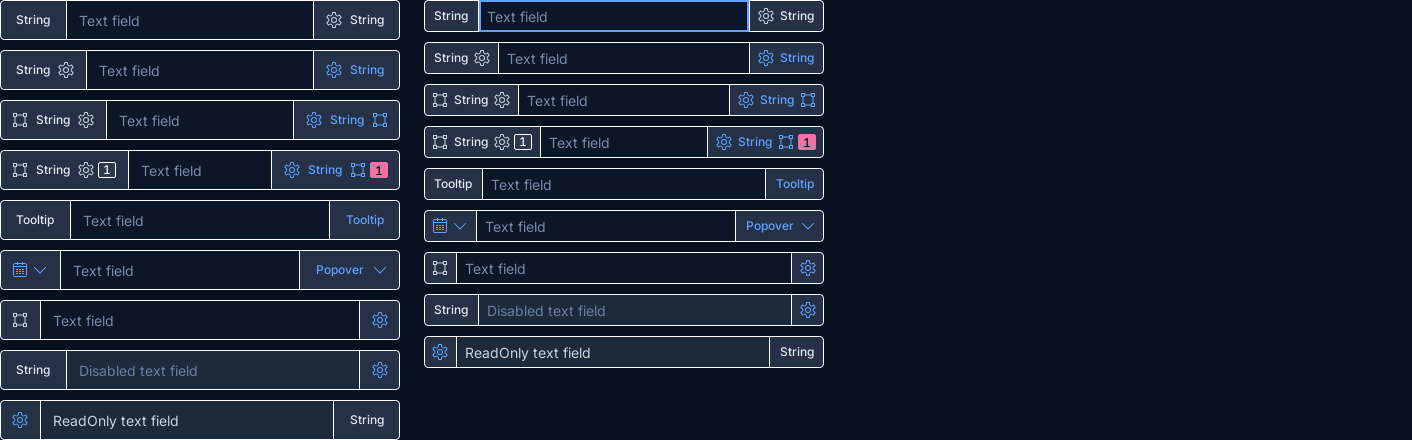 String Text field String
String Text field String
String Text field String
String 1 Text field String 1
Tooltip Text field Tooltip
Text field Popover
Text field
String Disabled text field
ReadOnly text field String
String Text field String
String Text field String
String Text field String
String 1 Text field String 1
Tooltip Text field Tooltip
Text field Popover
Text field
String Disabled text field
ReadOnly text field String